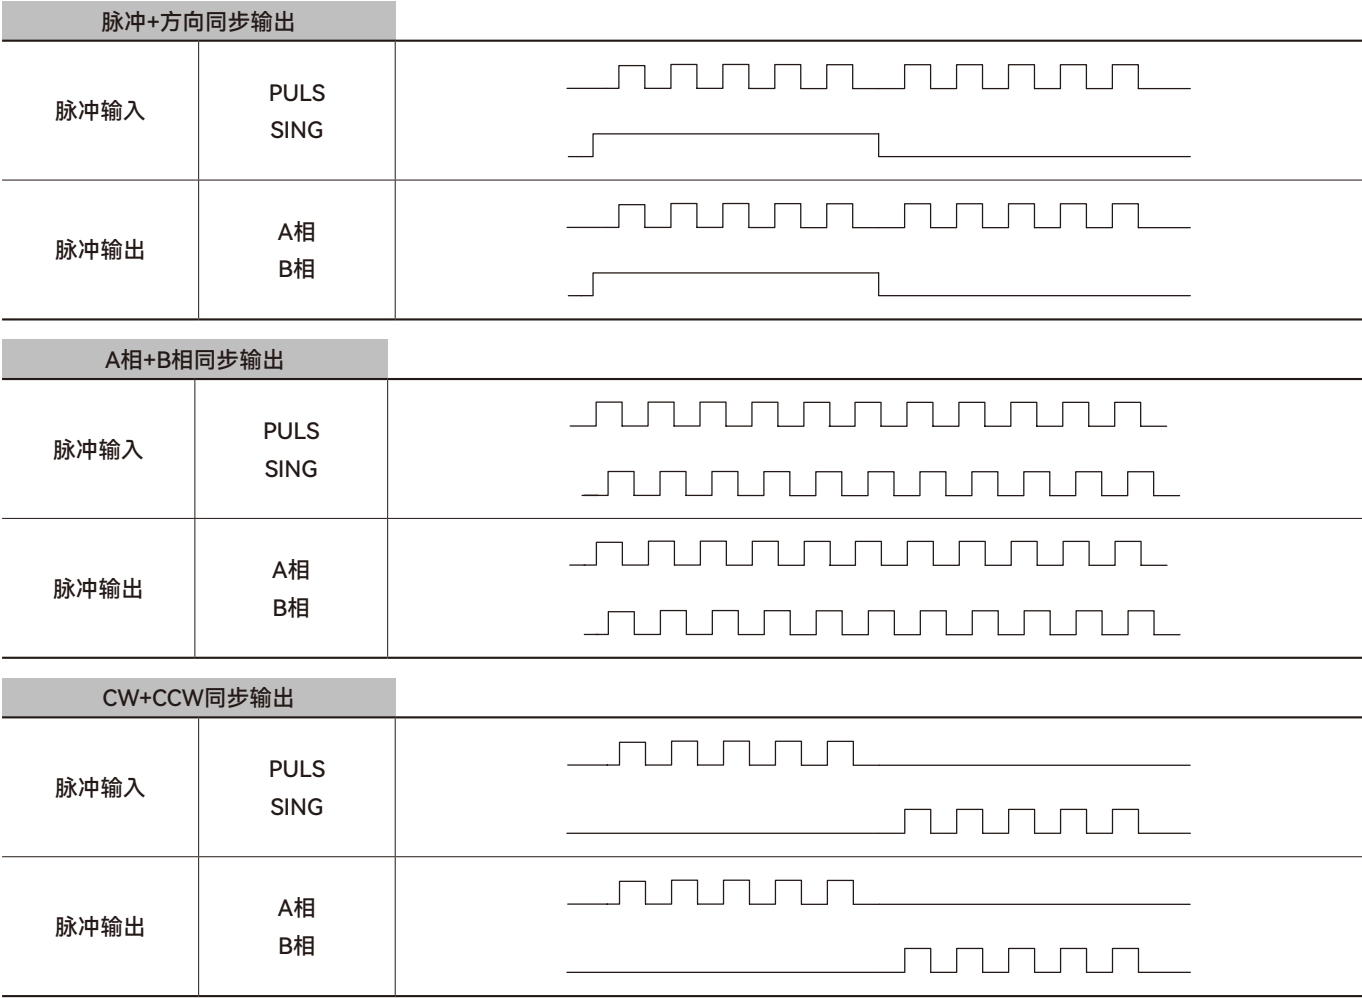 脉冲+方向同步输出
脉冲输入
PULS
SING
脉冲输出
A相
B相
A相+B相同步输出
脉冲输入
PULS
SING
脉冲输出
A相
B相
CW+CCW同步输出
脉冲输入
PULS
SING
脉冲输出
A相
B相